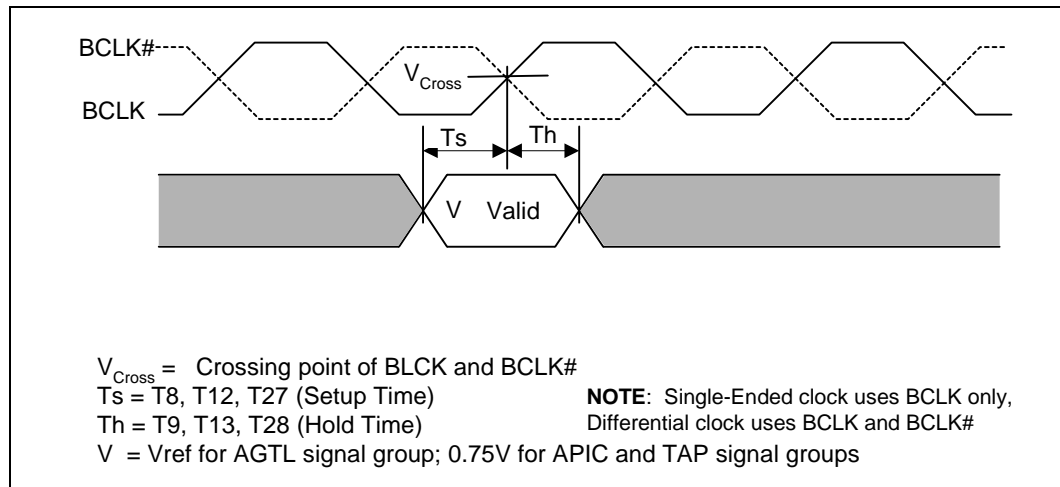 BCLK#
V Cross
BCLK
Ts Th
V Valid
V Cross = Crossing point of BLCK and BCLK#
Ts = T8, T12, T27 (Setup Time)
Th = T9, T13, T28 (Hold Time)
NOTE: Single-Ended clock uses BCLK only,
Differential clock uses BCLK and BCLK#
V = Vref for AGTL signal group; 0.75V for APIC and TAP signal groups